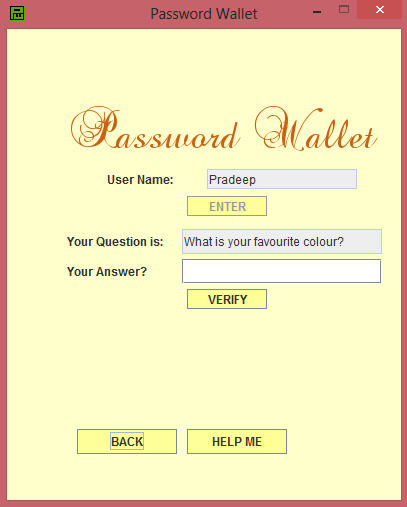 Password Wallet
Password Wallet
User Name: Pradeep
ENTER
Your Question is: What is your favourite colour?
Your Answer?
VERIFY
BACK HELP ME